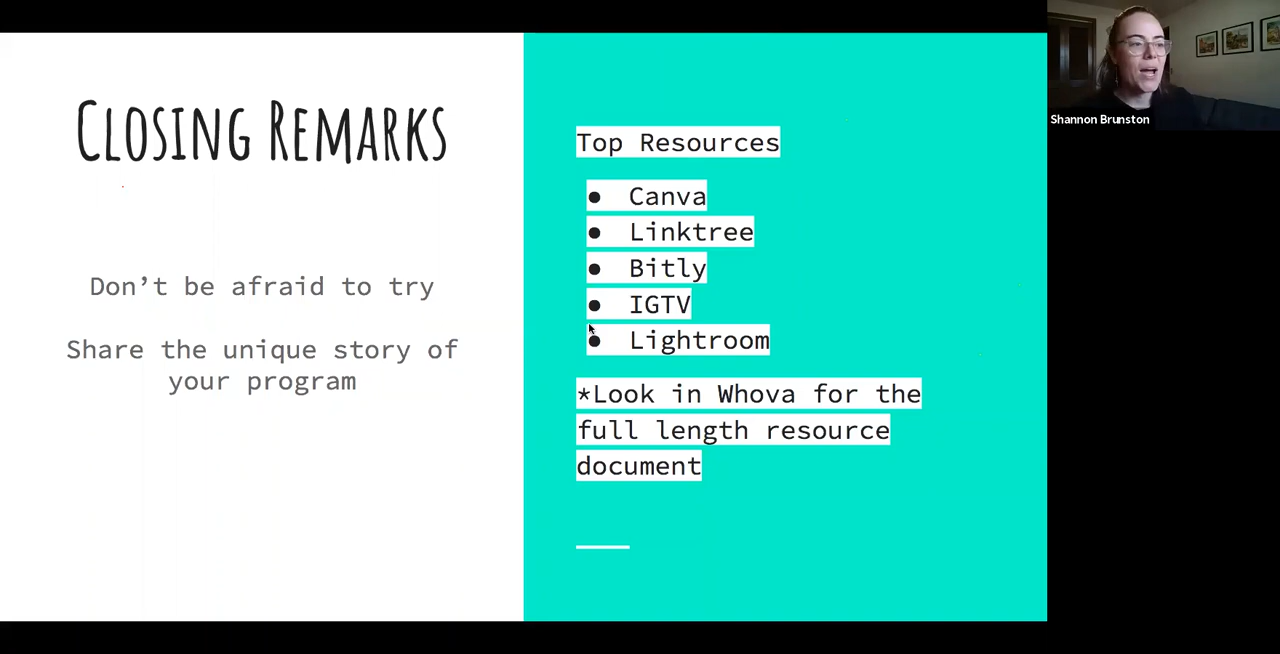 Closing Remarks
Don’t be afraid to try
Share the unique story of
your program
Top Resources
● Canva
● Linktree
● Bitly
● IGTV
● Lightroom
*Look in Whova for the
full length resource
document
Shannon Brunston